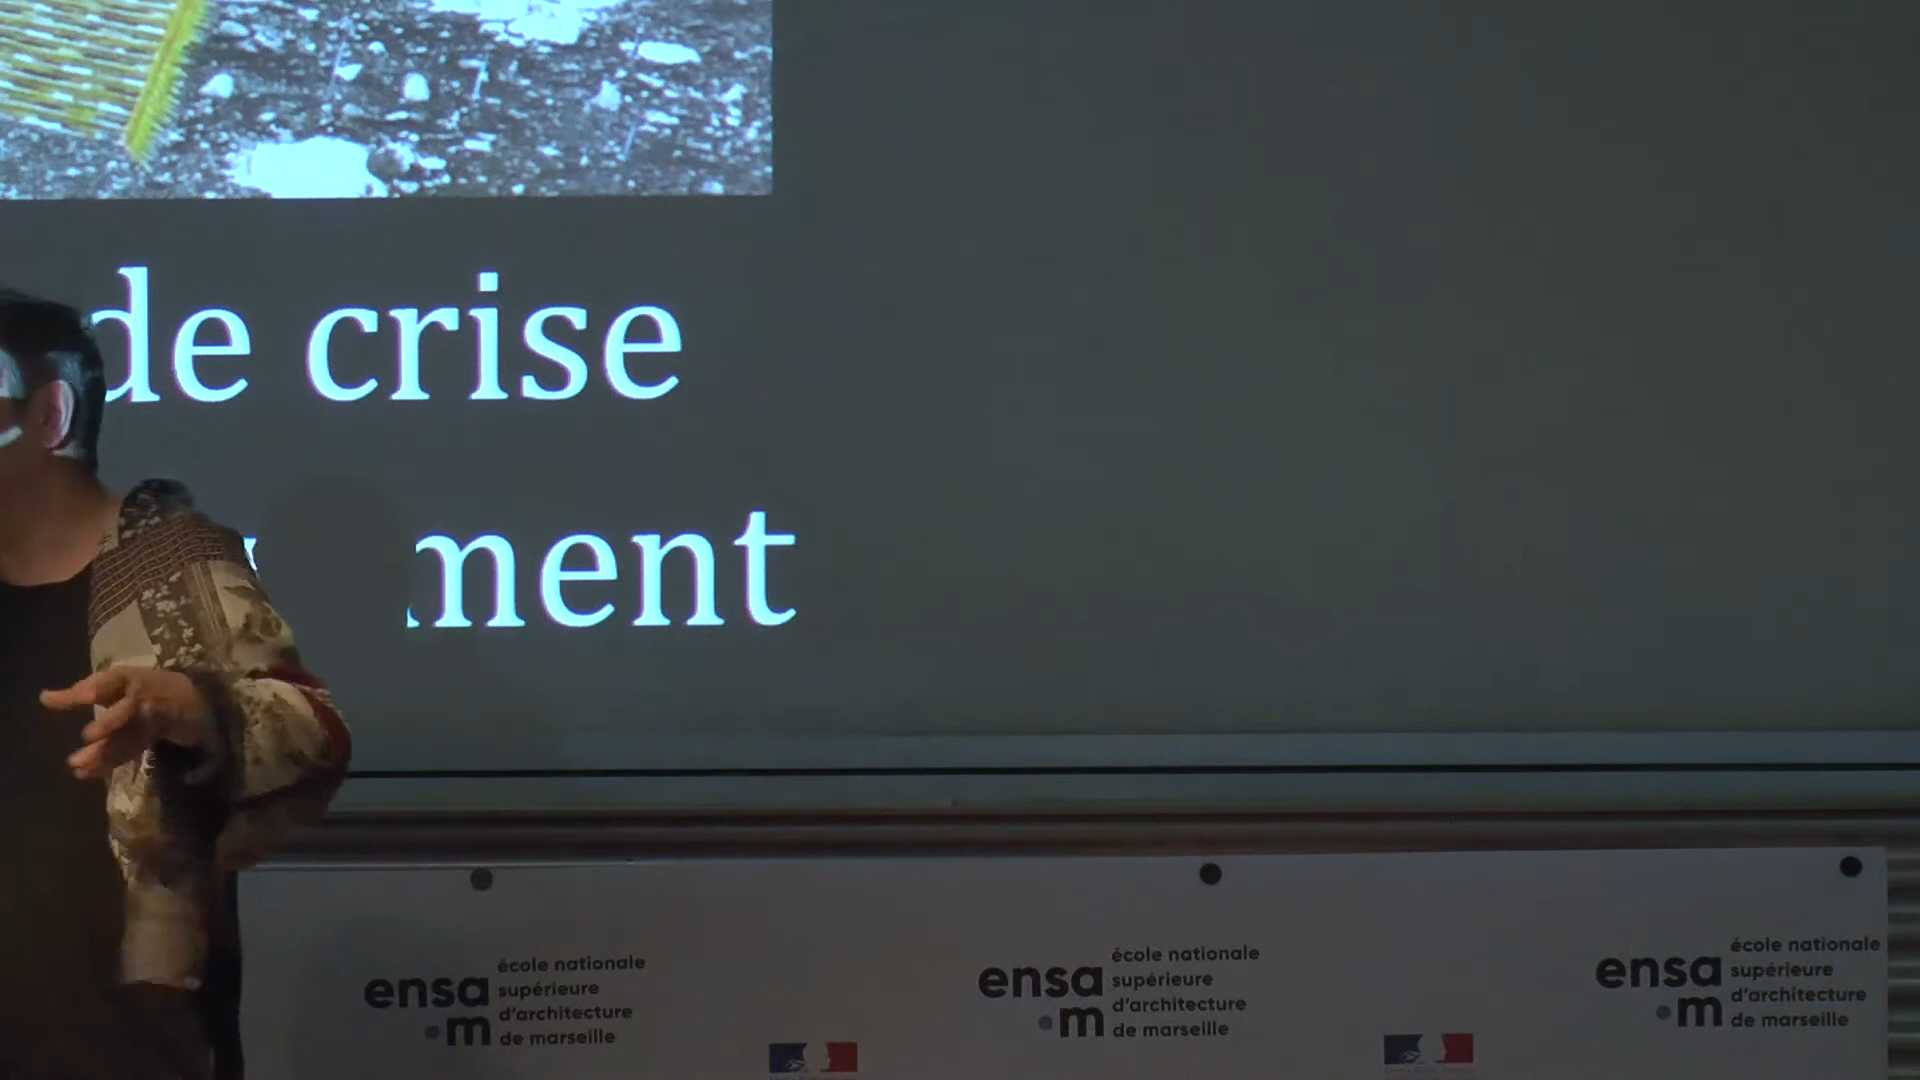 de crise
ment
ensa
•m
école nationale
supérieure
d'architecture
de marseille
ensa
•m
école nationale
supérieure
d'architecture
de marseille
ensa
•m
école nationale
supérieure
d'architecture
de marseille